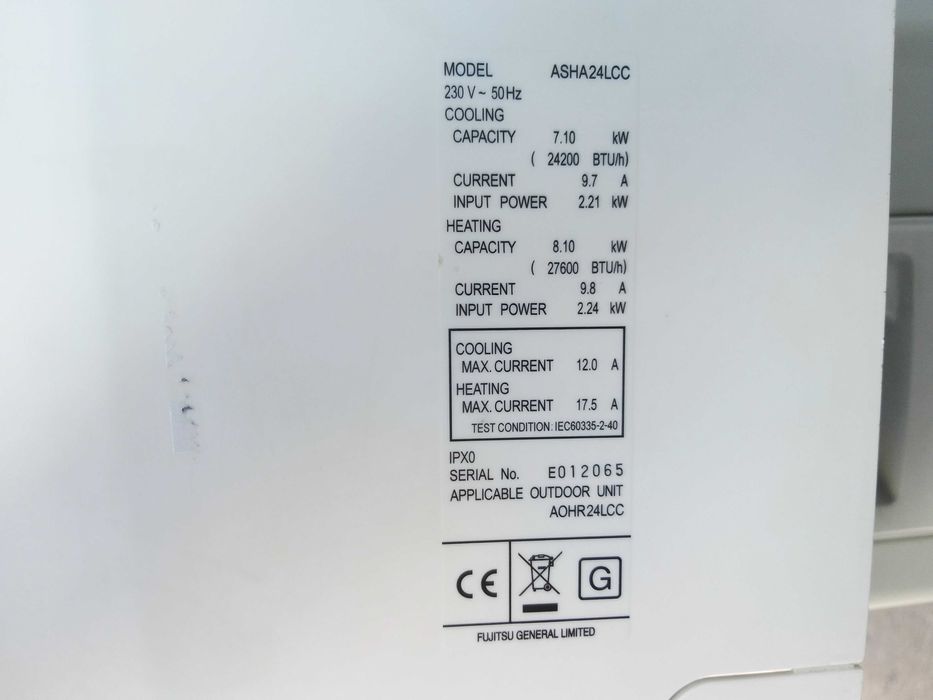 MODEL ASHA24LCC
230 V ~ 50Hz
COOLING
CAPACITY 7.10 kW
( 24200 BTU/h)
CURRENT 9.7 A
INPUT POWER 2.21 kW
HEATING
CAPACITY 8.10 kW
( 27600 BTU/h)
CURRENT 9.8 A
INPUT POWER 2.24 kW
COOLING
MAX. CURRENT 12.0 A
HEATING
MAX. CURRENT 17.5 A
TEST CONDITION: IEC60335-2-40
IPX0
SERIAL No. E012065
APPLICABLE OUTDOOR UNIT
AOHR24LCC
CE G
FUJITSU GENERAL LIMITED